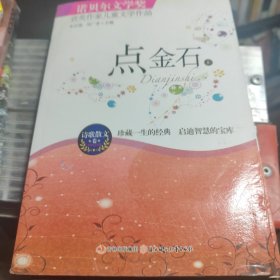 诺贝尔文学奖
获奖作家儿童文学作品
点金石
Dianjinshi
诗歌散文
卷
珍藏一生的经典 启迪智慧的宝库